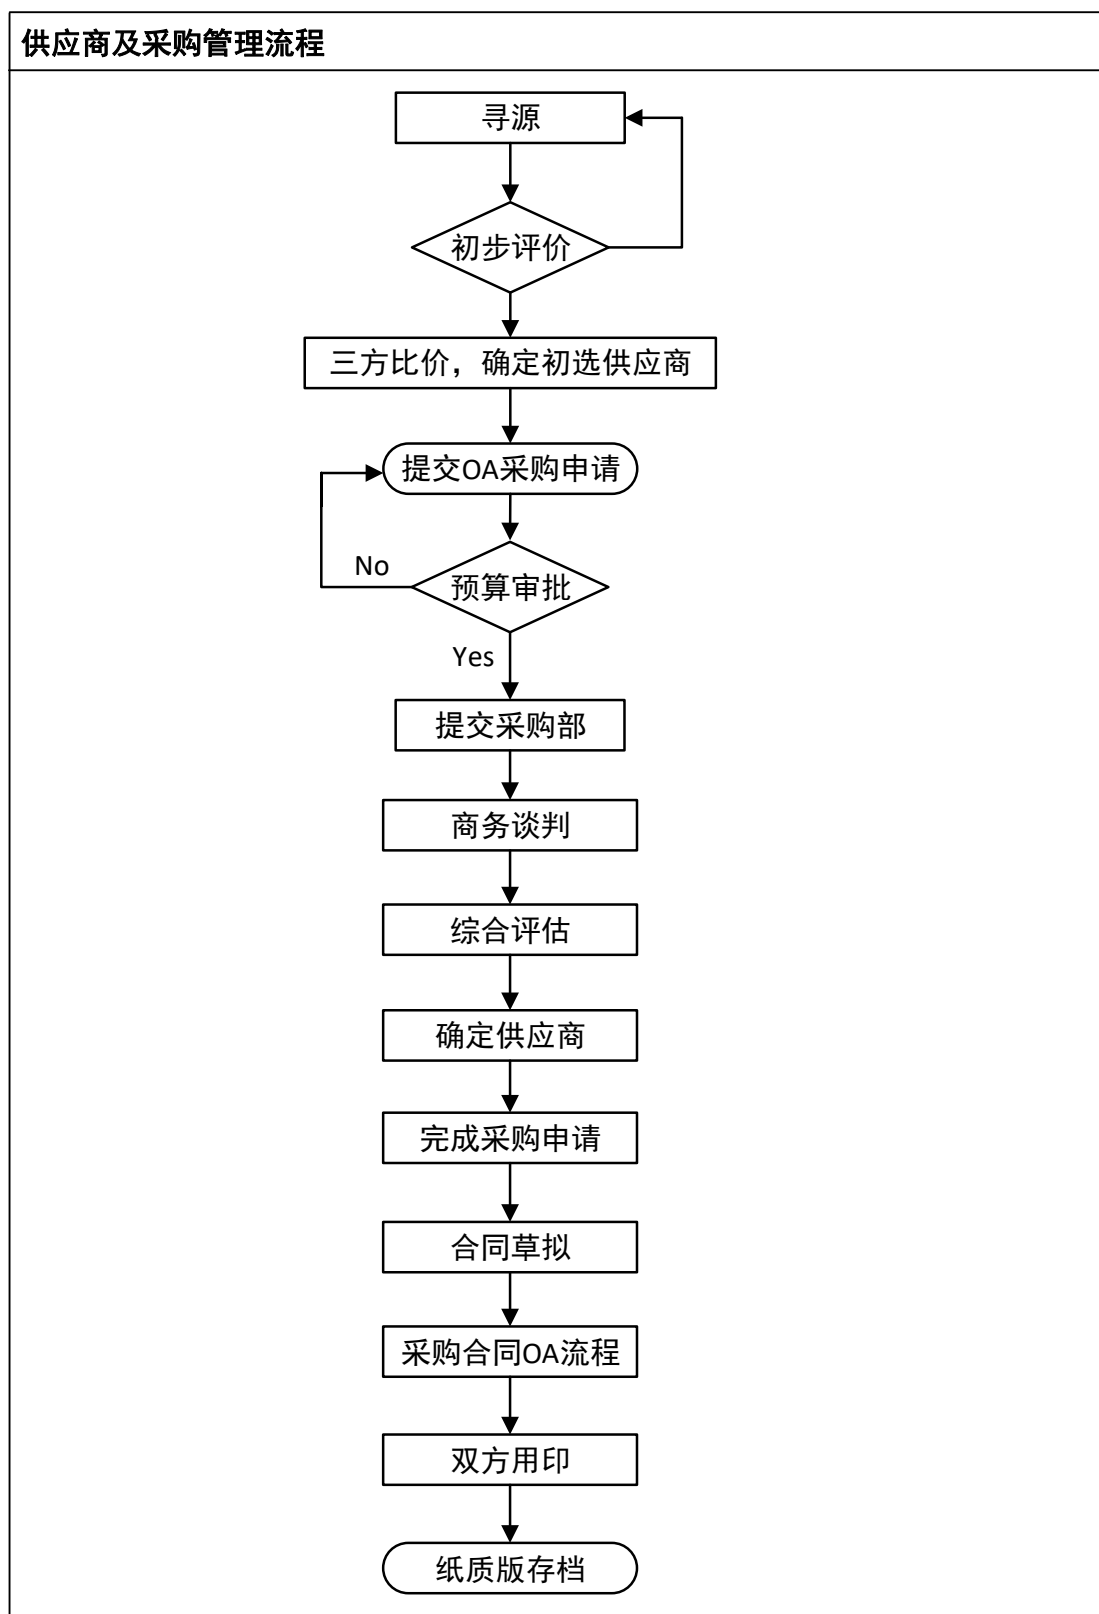 供应商及采购管理流程
寻源
初步评价
三方比价，确定初选供应商
提交OA采购申请
No
预算审批
Yes
提交采购部
商务谈判
综合评估
确定供应商
完成采购申请
合同草拟
采购合同OA流程
双方用印
纸质版存档